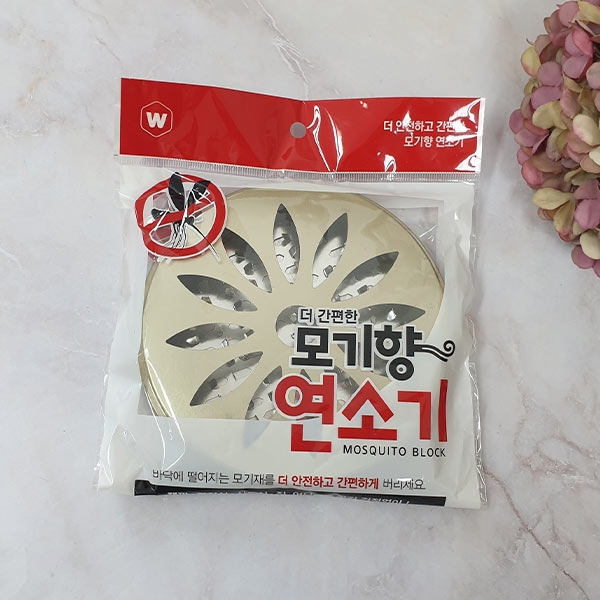 W
더 안전하고 간편한
모기향 연소기
더 간편한
모기향
연소기
MOSQUITO BLOCK
바닥에 떨어지는 모기재를 더 안전하고 간편하게 버리세요